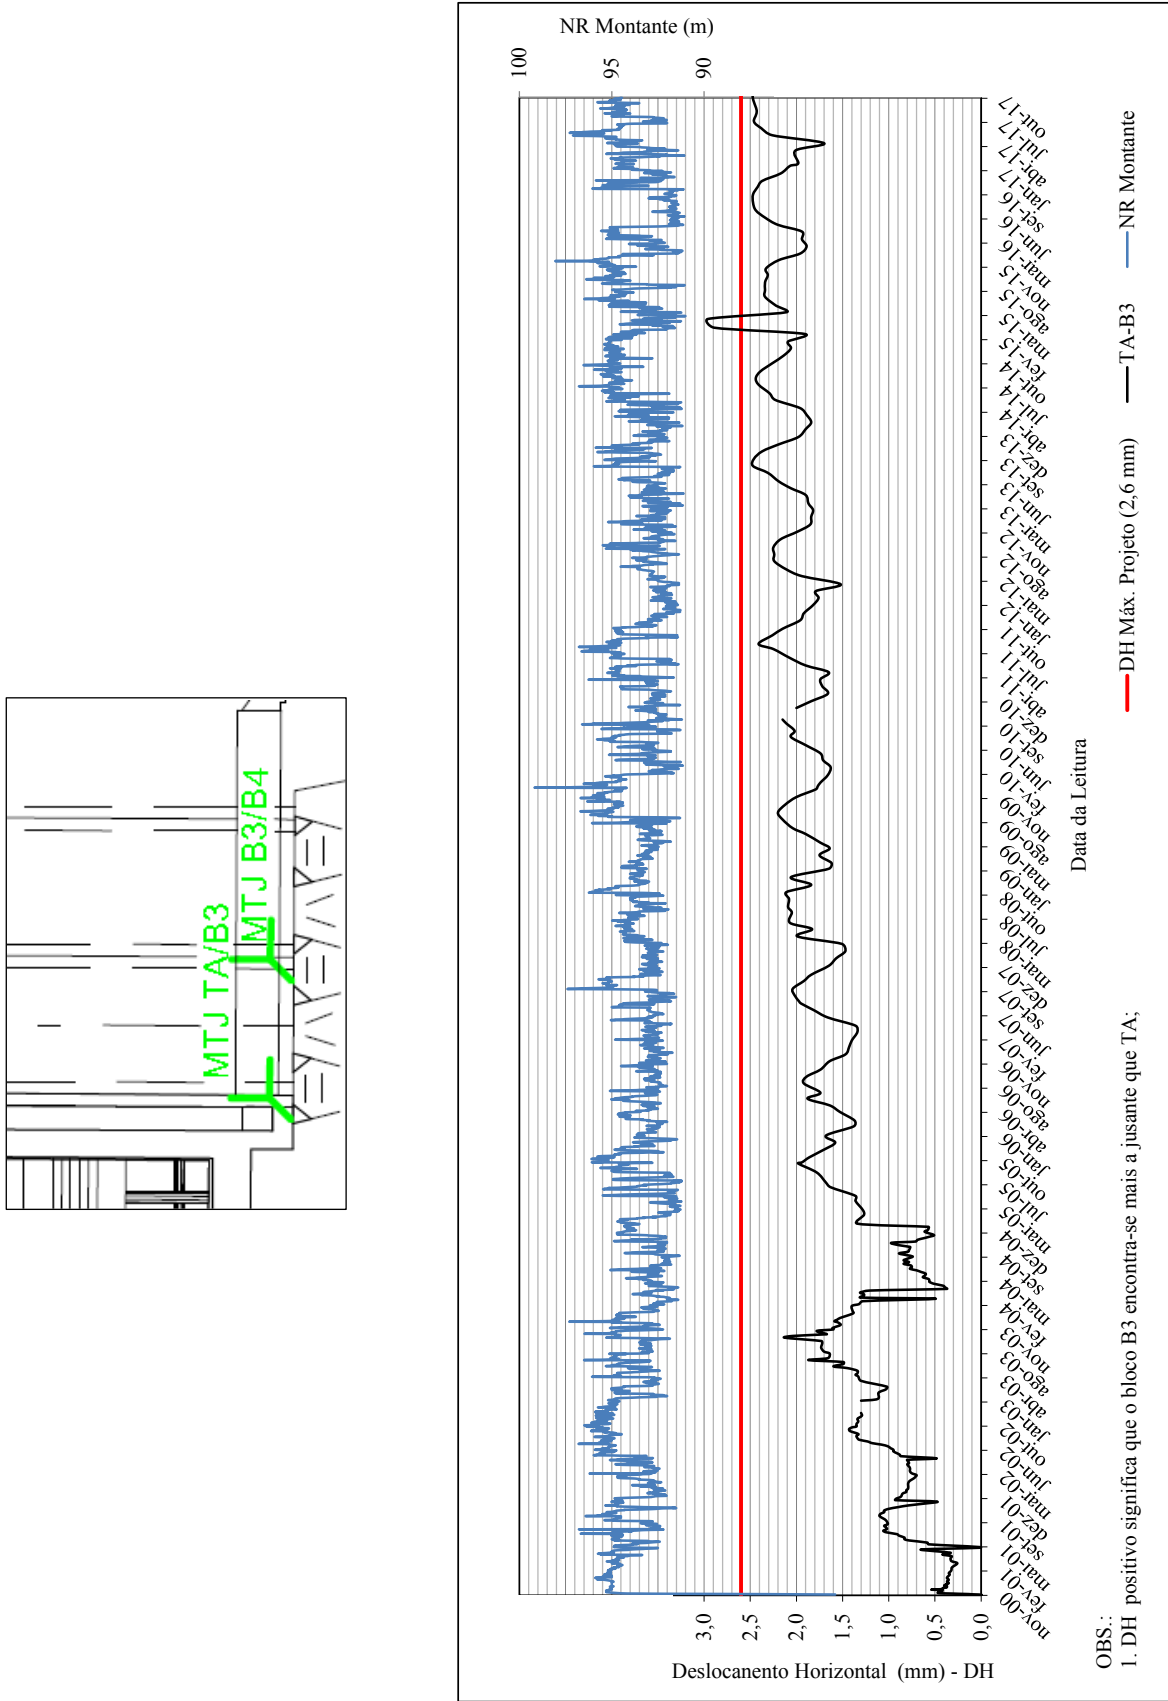 MTJ TA/B3
MTJ B3/B4
NR Montante (m)
100
95
90
3,0
2,5
2,0
1,5
1,0
0,5
0,0
Deslocanento Horizontal (mm) - DH
nov-00
fev-01
mai-01
set-01
dez-01
mar-02
jun-02
out-02
jan-03
abr-03
ago-03
nov-03
fev-04
mai-04
set-04
dez-04
mar-05
jul-05
out-05
jan-06
abr-06
ago-06
nov-06
fev-07
jun-07
set-07
dez-07
mar-08
jul-08
out-08
jan-09
mai-09
ago-09
nov-09
fev-10
jun-10
set-10
dez-10
abr-11
jul-11
out-11
jan-12
mai-12
ago-12
nov-12
mar-13
jun-13
set-13
dez-13
abr-14
jul-14
out-14
fev-15
mai-15
ago-15
nov-15
mar-16
jun-16
set-16
jan-17
abr-17
jul-17
out-17
Data da Leitura
DH Máx. Projeto (2,6 mm)
TA-B3
NR Montante
OBS.:
1. DH positivo significa que o bloco B3 encontra-se mais a jusante que TA;